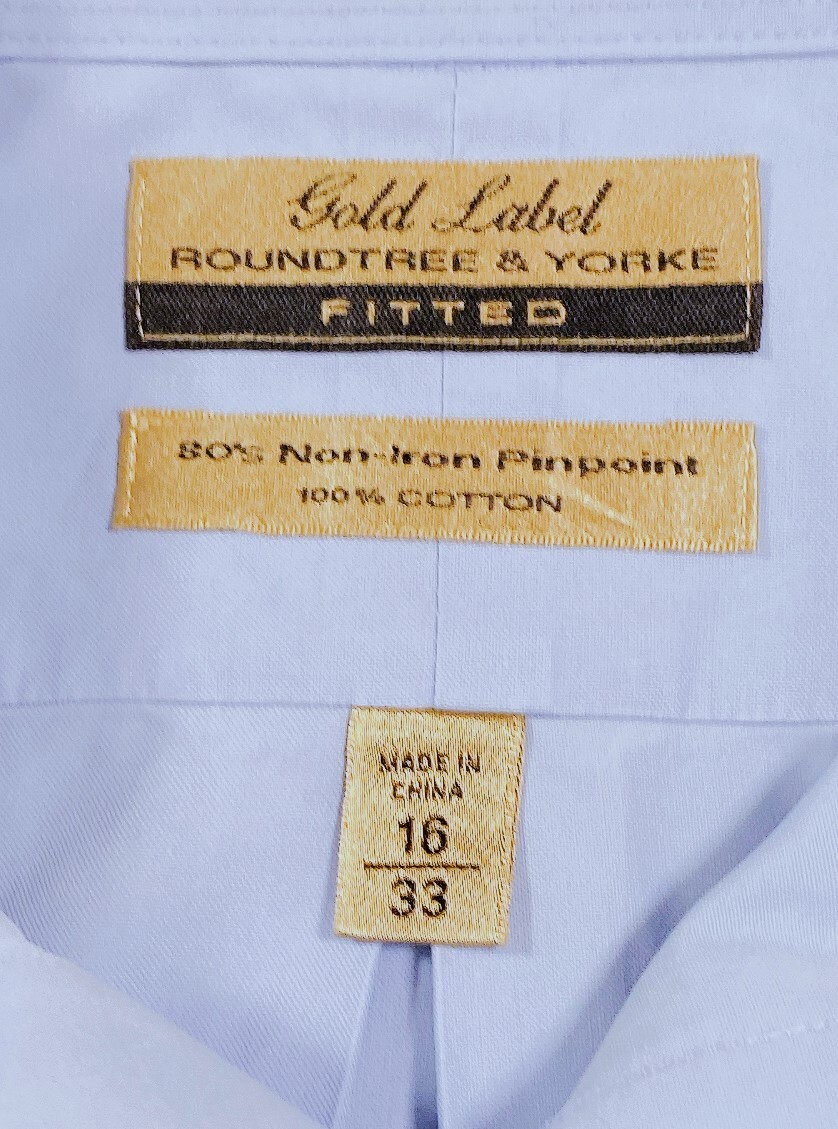 Gold Label
ROUNDTREE & YORKE
FITTED
80's Non-Iron Pinpoint
100% COTTON
MADE IN
CHINA
16
33